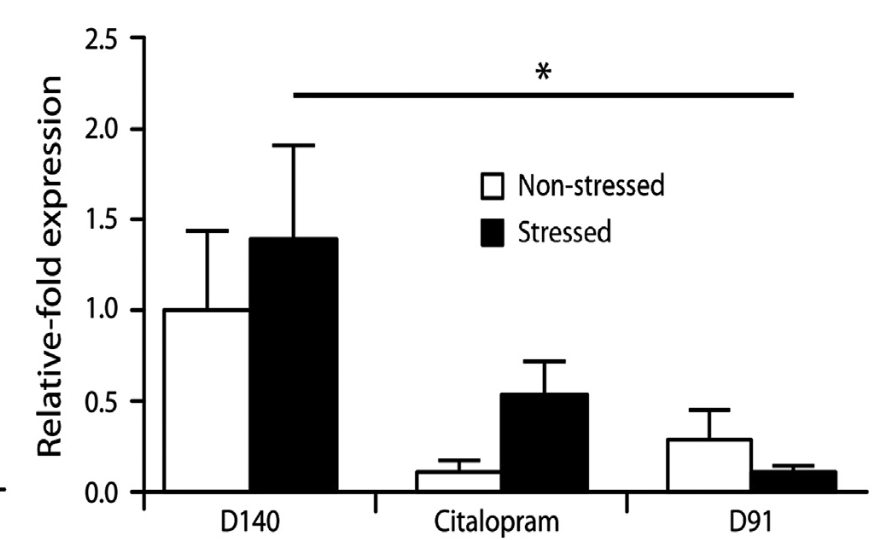 Relative-fold expression
2.5
2.0
1.5
1.0
0.5
0.0
*
Non-stressed
Stressed
D140
Citalopram
D91